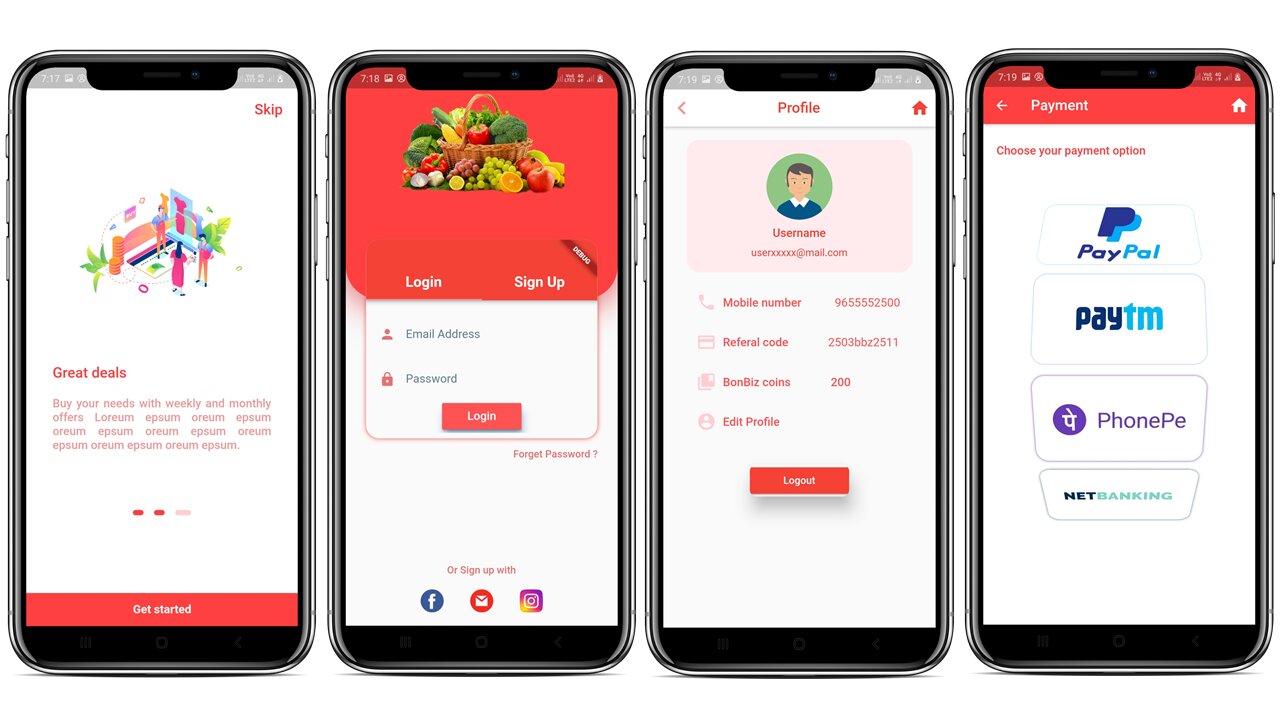 7:17
Skip
Great deals
Buy your needs with weekly and monthly
offers Loreum epsum oreum epsum
oreum epsum oreum epsum oreum
epsum oreum epsum oreum epsum.
Get started
7:18
DEBUG
Login Sign Up
Email Address
Password
Login
Forget Password ?
Or Sign up with
7:19
Profile
Username
userxxxxx@mail.com
Mobile number 9655552500
Referal code 2503bbz2511
BonBiz coins 200
Edit Profile
Logout
7:19
Payment
Choose your payment option
PayPal
paytm
पे PhonePe
NETBANKING